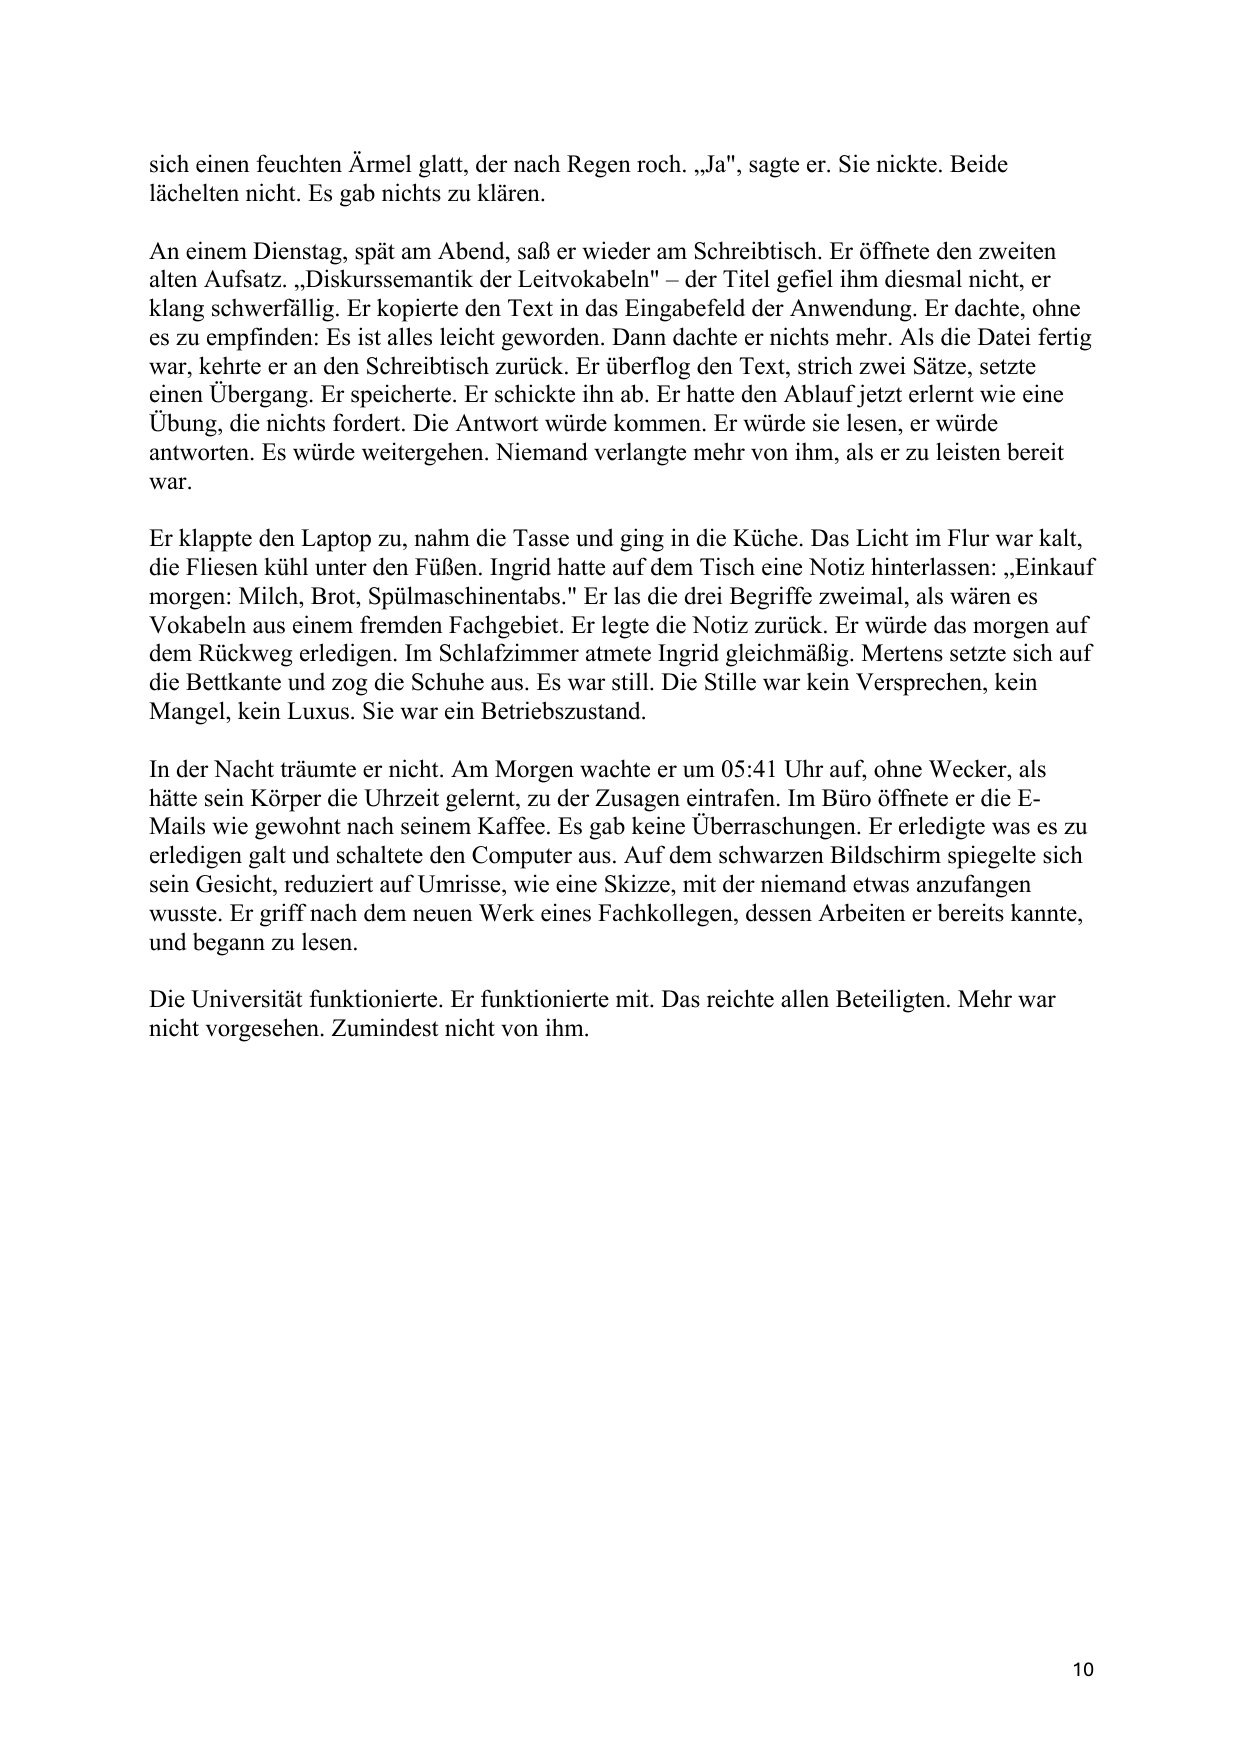 sich einen feuchten Ärmel glatt, der nach Regen roch. „Ja", sagte er. Sie nickte. Beide
lächelten nicht. Es gab nichts zu klären.
An einem Dienstag, spät am Abend, saß er wieder am Schreibtisch. Er öffnete den zweiten
alten Aufsatz. „Diskurssemantik der Leitvokabeln" – der Titel gefiel ihm diesmal nicht, er
klang schwerfällig. Er kopierte den Text in das Eingabefeld der Anwendung. Er dachte, ohne
es zu empfinden: Es ist alles leicht geworden. Dann dachte er nichts mehr. Als die Datei fertig
war, kehrte er an den Schreibtisch zurück. Er überflog den Text, strich zwei Sätze, setzte
einen Übergang. Er speicherte. Er schickte ihn ab. Er hatte den Ablauf jetzt erlernt wie eine
Übung, die nichts fordert. Die Antwort würde kommen. Er würde sie lesen, er würde
antworten. Es würde weitergehen. Niemand verlangte mehr von ihm, als er zu leisten bereit
war.
Er klappte den Laptop zu, nahm die Tasse und ging in die Küche. Das Licht im Flur war kalt,
die Fliesen kühl unter den Füßen. Ingrid hatte auf dem Tisch eine Notiz hinterlassen: „Einkauf
morgen: Milch, Brot, Spülmaschinentabs." Er las die drei Begriffe zweimal, als wären es
Vokabeln aus einem fremden Fachgebiet. Er legte die Notiz zurück. Er würde das morgen auf
dem Rückweg erledigen. Im Schlafzimmer atmete Ingrid gleichmäßig. Mertens setzte sich auf
die Bettkante und zog die Schuhe aus. Es war still. Die Stille war kein Versprechen, kein
Mangel, kein Luxus. Sie war ein Betriebszustand.
In der Nacht träumte er nicht. Am Morgen wachte er um 05:41 Uhr auf, ohne Wecker, als
hätte sein Körper die Uhrzeit gelernt, zu der Zusagen eintrafen. Im Büro öffnete er die E-
Mails wie gewohnt nach seinem Kaffee. Es gab keine Überraschungen. Er erledigte was es zu
erledigen galt und schaltete den Computer aus. Auf dem schwarzen Bildschirm spiegelte sich
sein Gesicht, reduziert auf Umrisse, wie eine Skizze, mit der niemand etwas anzufangen
wusste. Er griff nach dem neuen Werk eines Fachkollegen, dessen Arbeiten er bereits kannte,
und begann zu lesen.
Die Universität funktionierte. Er funktionierte mit. Das reichte allen Beteiligten. Mehr war
nicht vorgesehen. Zumindest nicht von ihm.
10